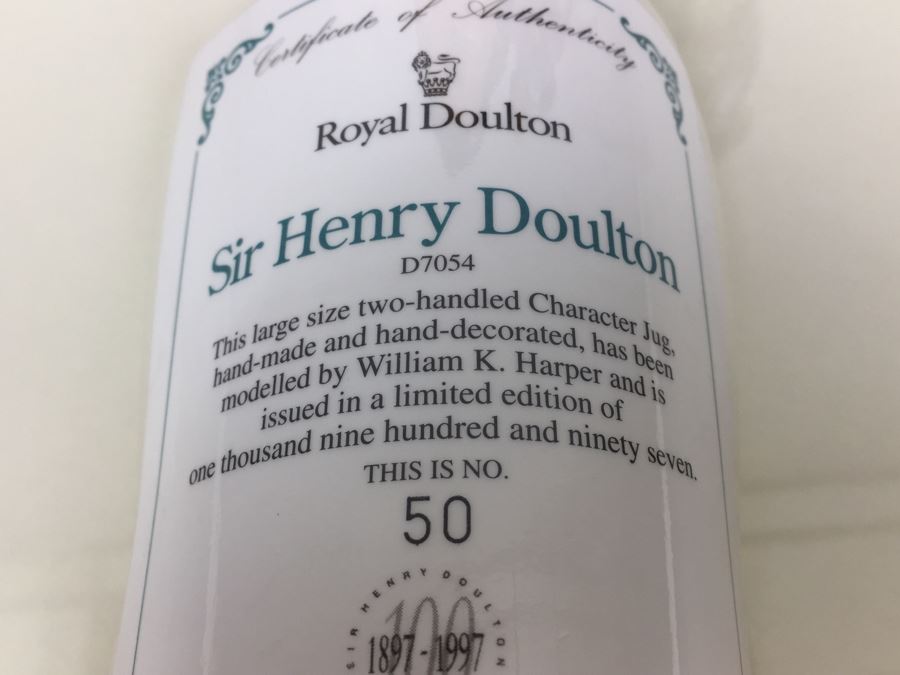 Certificate of Authenticity
Royal Doulton
Sir Henry Doulton
D7054
This large size two-handled Character Jug,
hand-made and hand-decorated, has been
modelled by William K. Harper and is
issued in a limited edition of
one thousand nine hundred and ninety seven.
THIS IS NO.
50
SIR HENRY DOULTON
100
1897 - 1997